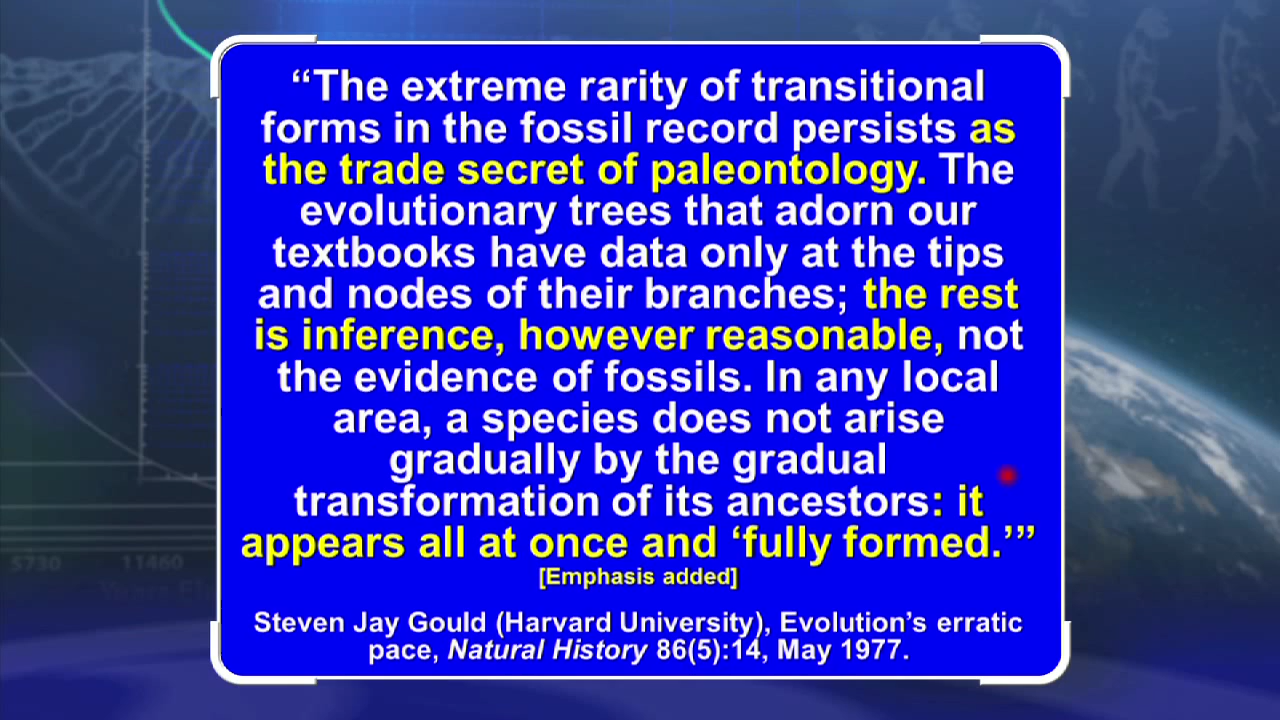 “The extreme rarity of transitional
forms in the fossil record persists as
the trade secret of paleontology. The
evolutionary trees that adorn our
textbooks have data only at the tips
and nodes of their branches; the rest
is inference, however reasonable, not
the evidence of fossils. In any local
area, a species does not arise
gradually by the gradual
transformation of its ancestors: it
appears all at once and ‘fully formed.’”
[Emphasis added]
Steven Jay Gould (Harvard University), Evolution’s erratic
pace, Natural History 86(5):14, May 1977.
5730 11460